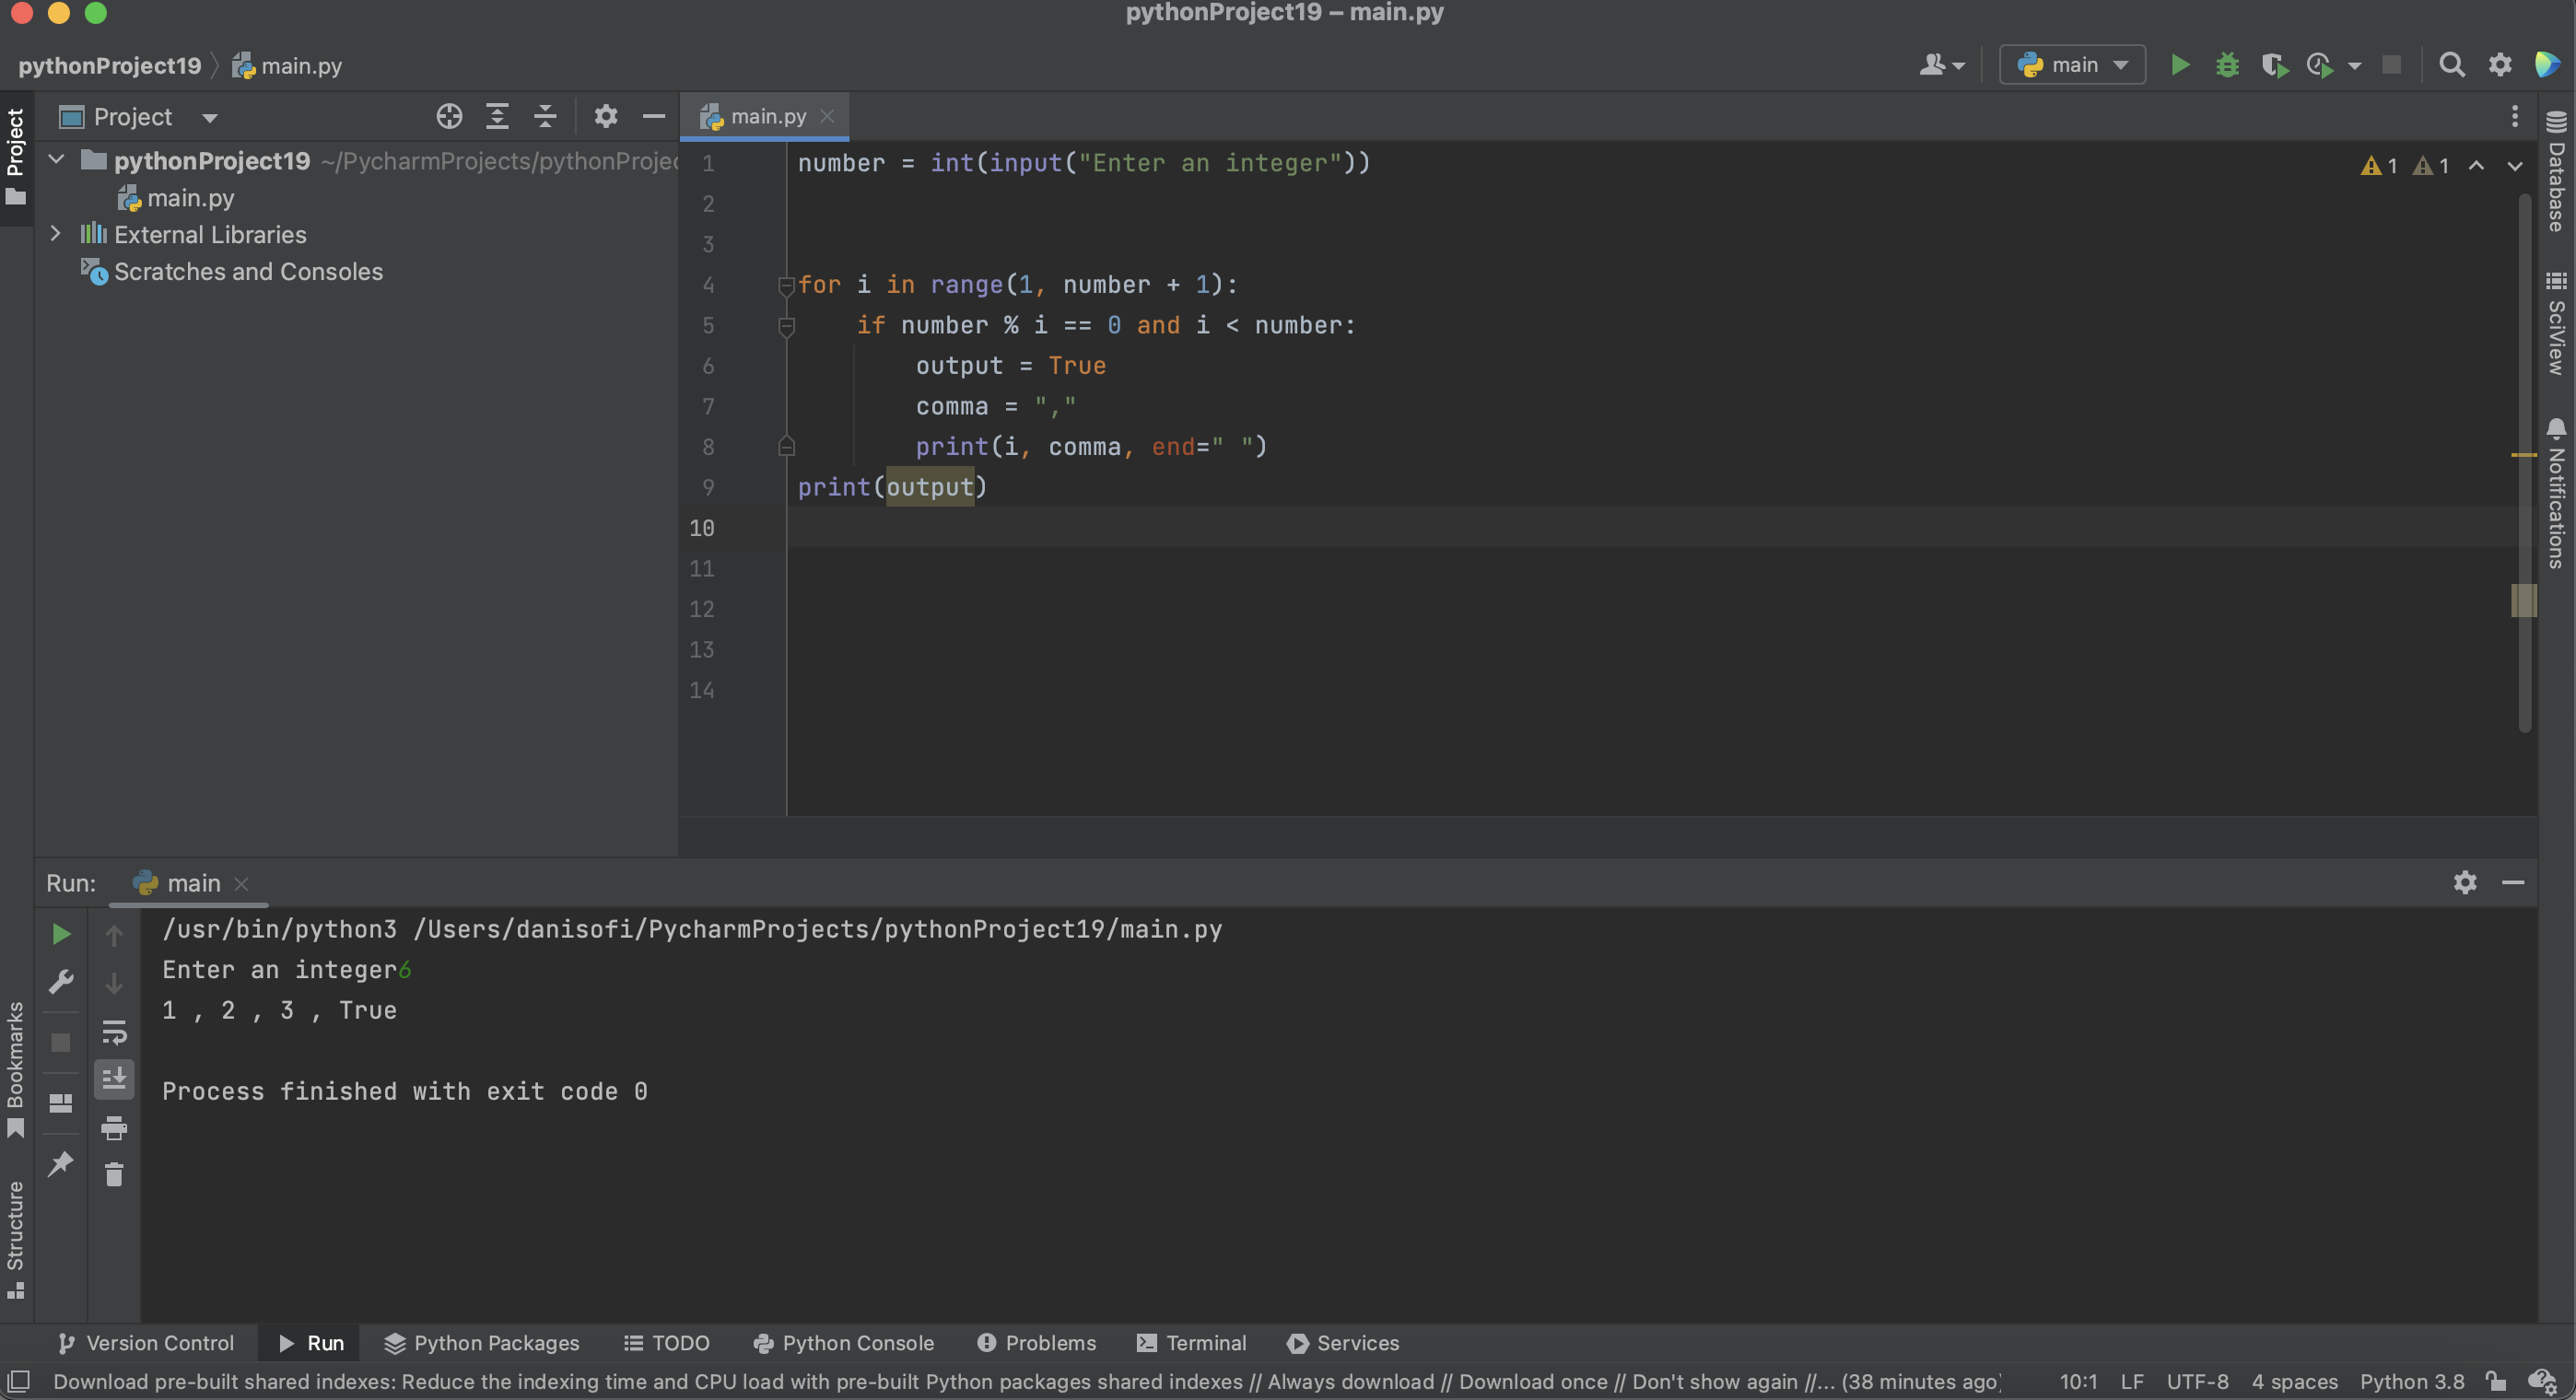 pythonProject19 – main.py
pythonProject19 main.py
main
Project
Project
pythonProject19 ~/PycharmProjects/pythonProjec
main.py
External Libraries
Scratches and Consoles
main.py
1 number = int(input("Enter an integer"))
2
3
4 for i in range(1, number + 1):
5 if number % i == 0 and i < number:
6 output = True
7 comma = ","
8 print(i, comma, end=" ")
9 print(output)
10
11
12
13
14
1 1
Database
SciView
Notifications
Run: main
/usr/bin/python3 /Users/danisofi/PycharmProjects/pythonProject19/main.py
Enter an integer6
1 , 2 , 3 , True
Process finished with exit code 0
Bookmarks
Structure
Version Control Run Python Packages TODO Python Console Problems Terminal Services
Download pre-built shared indexes: Reduce the indexing time and CPU load with pre-built Python packages shared indexes // Always download // Download once // Don't show again //... (38 minutes ago) 10:1 LF UTF-8 4 spaces Python 3.8